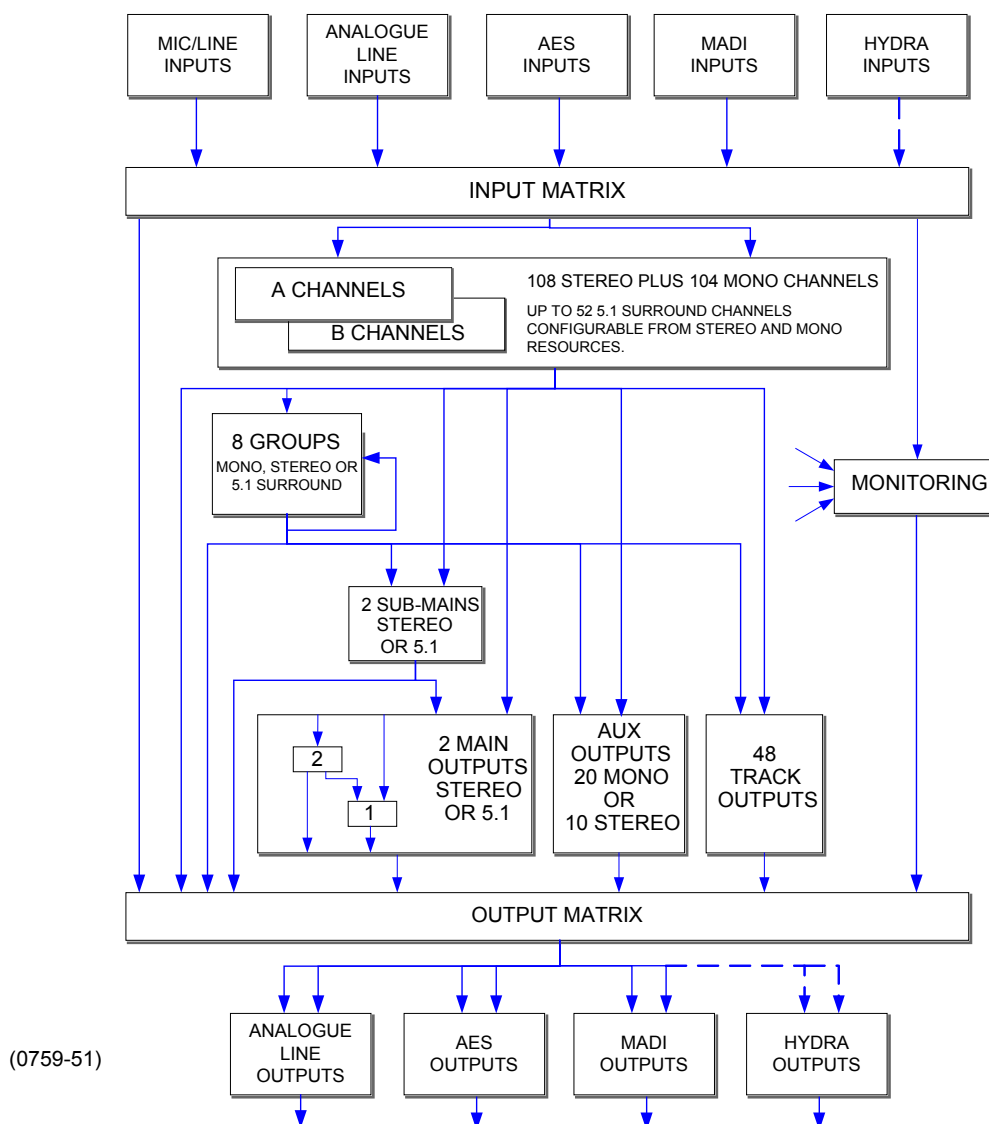 MIC/LINE
INPUTS
ANALOGUE
LINE
INPUTS
AES
INPUTS
MADI
INPUTS
HYDRA
INPUTS
INPUT MATRIX
A CHANNELS
B CHANNELS
108 STEREO PLUS 104 MONO CHANNELS
UP TO 52 5.1 SURROUND CHANNELS
CONFIGURABLE FROM STEREO AND MONO
RESOURCES.
8 GROUPS
MONO, STEREO OR
5.1 SURROUND
MONITORING
2 SUB-MAINS
STEREO
OR 5.1
2
1
2 MAIN
OUTPUTS
STEREO
OR 5.1
AUX
OUTPUTS
20 MONO
OR
10 STEREO
48
TRACK
OUTPUTS
OUTPUT MATRIX
ANALOGUE
LINE
OUTPUTS
AES
OUTPUTS
MADI
OUTPUTS
HYDRA
OUTPUTS
(0759-51)